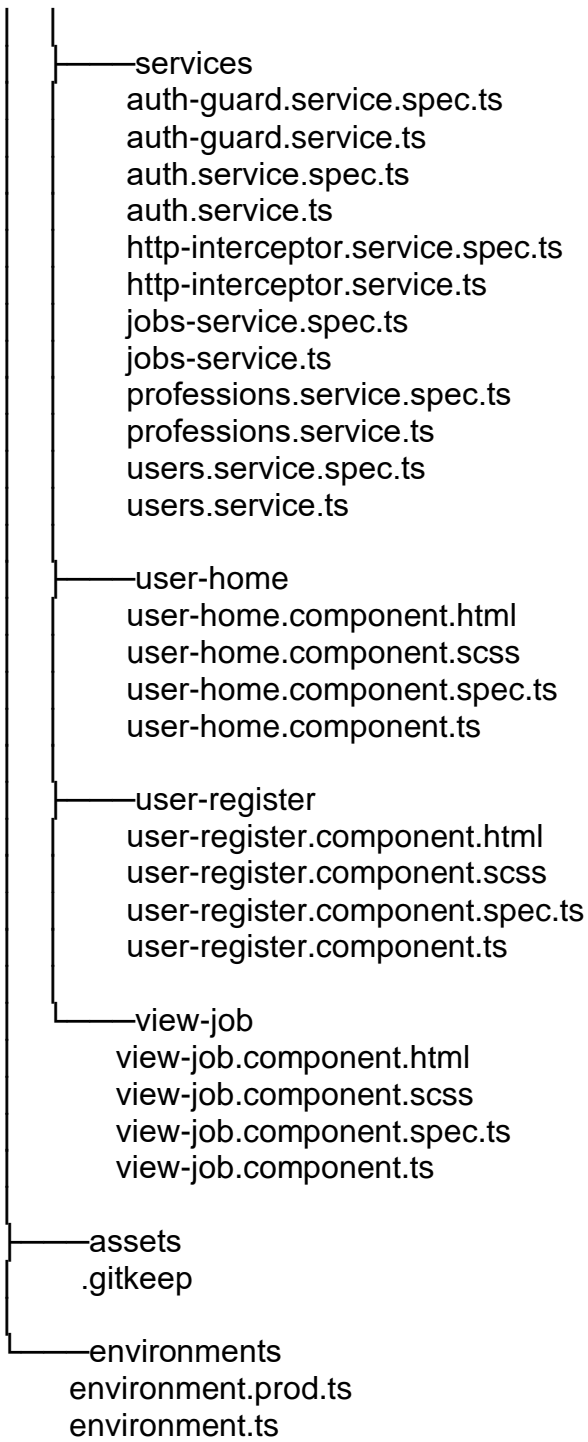 services
auth-guard.service.spec.ts
auth-guard.service.ts
auth.service.spec.ts
auth.service.ts
http-interceptor.service.spec.ts
http-interceptor.service.ts
jobs-service.spec.ts
jobs-service.ts
professions.service.spec.ts
professions.service.ts
users.service.spec.ts
users.service.ts
user-home
user-home.component.html
user-home.component.scss
user-home.component.spec.ts
user-home.component.ts
user-register
user-register.component.html
user-register.component.scss
user-register.component.spec.ts
user-register.component.ts
view-job
view-job.component.html
view-job.component.scss
view-job.component.spec.ts
view-job.component.ts
assets
.gitkeep
environments
environment.prod.ts
environment.ts